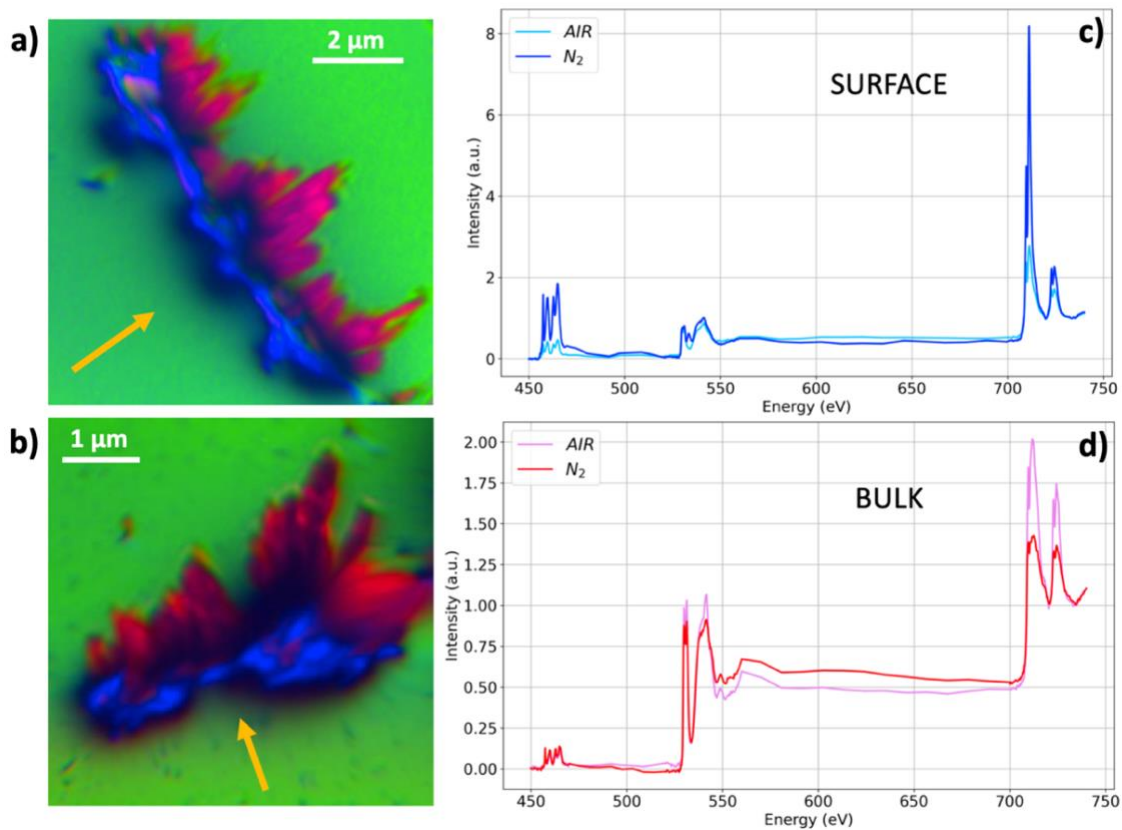 a)
2 μm
b)
1 μm
c)
AIR
N₂
SURFACE
Intensity (a.u.)
8
6
4
2
0
450 500 550 600 650 700 750
Energy (eV)
d)
AIR
N₂
BULK
Intensity (a.u.)
2.00
1.75
1.50
1.25
1.00
0.75
0.50
0.25
0.00
450 500 550 600 650 700 750
Energy (eV)